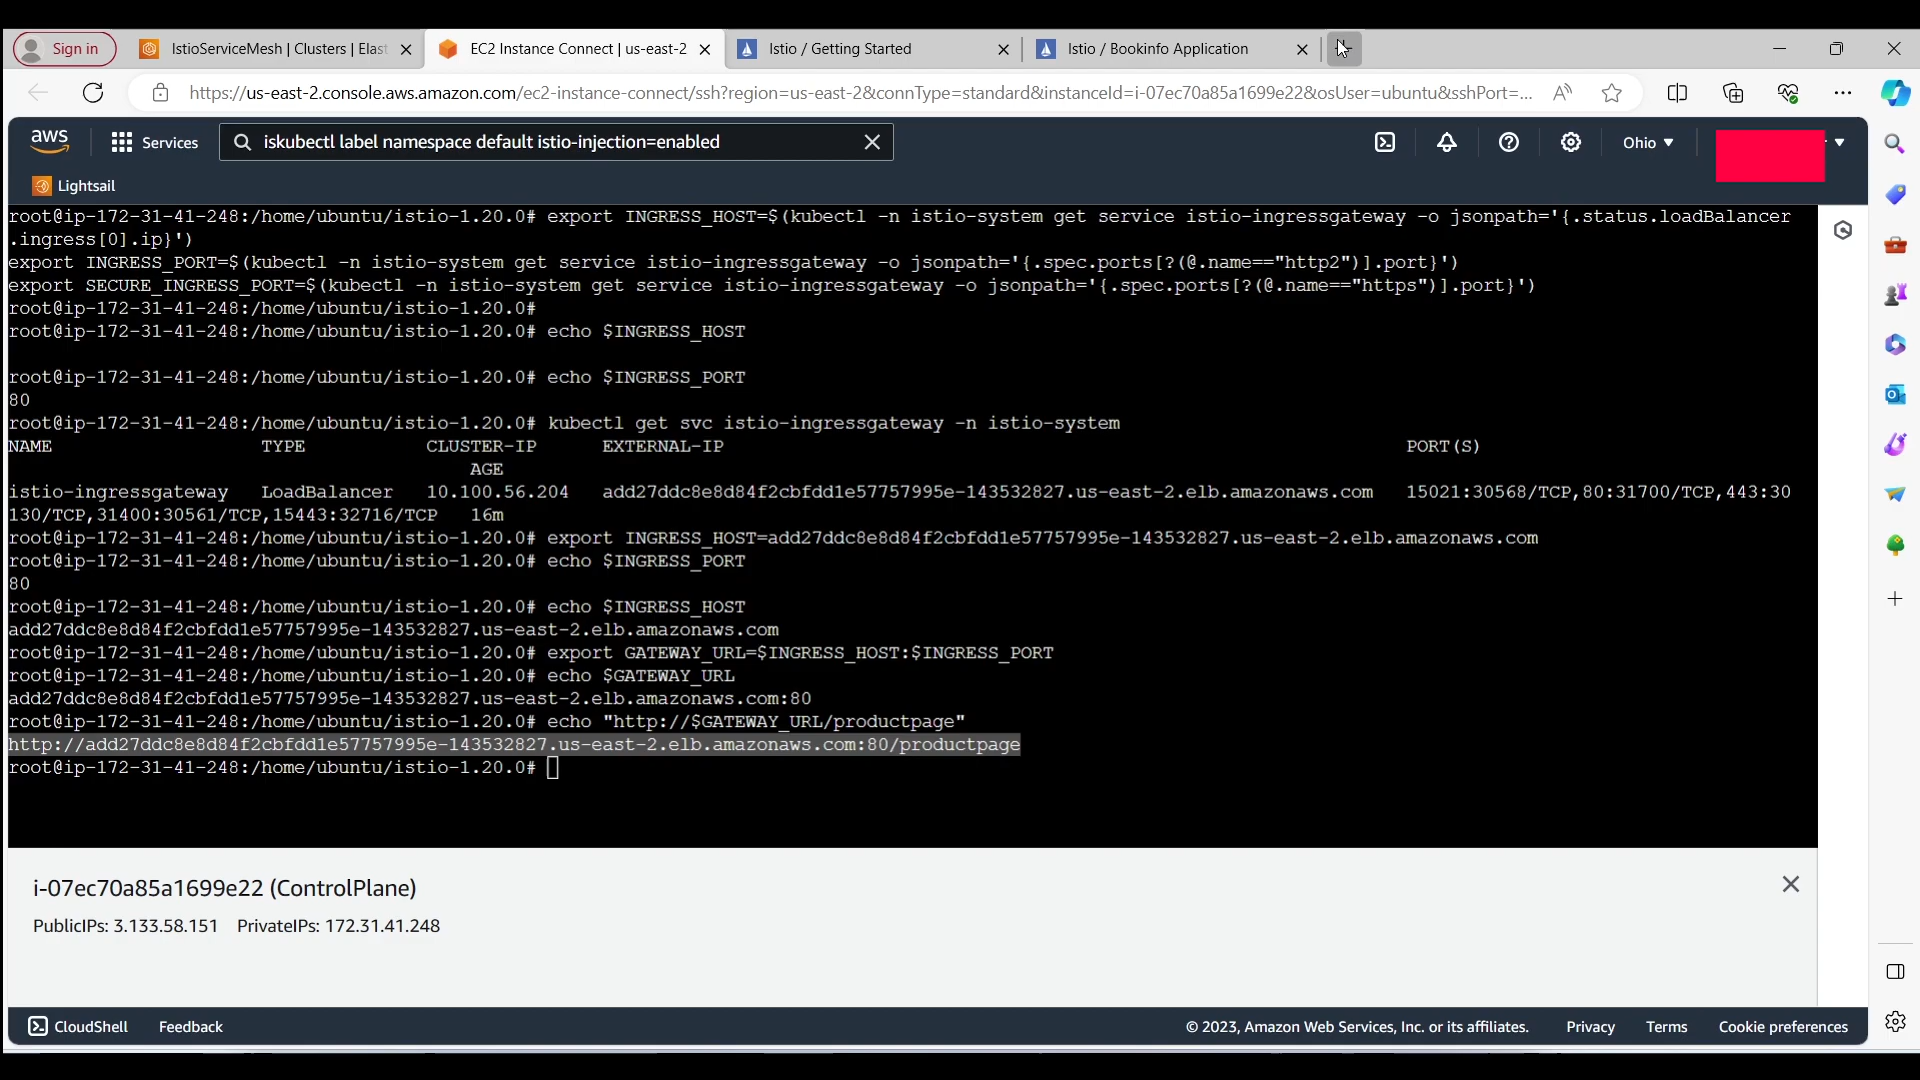 Sign in
IstioServiceMesh | Clusters | Elast
EC2 Instance Connect | us-east-2
Istio / Getting Started
Istio / Bookinfo Application
https://us-east-2.console.aws.amazon.com/ec2-instance-connect/ssh?region=us-east-2&connType=standard&instanceId=i-07ec70a85a1699e22&osUser=ubuntu&sshPort=...
aws
Services
iskubectl label namespace default istio-injection=enabled
Ohio
Lightsail
root@ip-172-31-41-248:/home/ubuntu/istio-1.20.0# export INGRESS_HOST=$(kubectl -n istio-system get service istio-ingressgateway -o jsonpath='{.status.loadBalancer
.ingress[0].ip}')
export INGRESS_PORT=$(kubectl -n istio-system get service istio-ingressgateway -o jsonpath='{.spec.ports[?(@.name=="http2")].port}')
export SECURE_INGRESS_PORT=$(kubectl -n istio-system get service istio-ingressgateway -o jsonpath='{.spec.ports[?(@.name=="https")].port}')
root@ip-172-31-41-248:/home/ubuntu/istio-1.20.0#
root@ip-172-31-41-248:/home/ubuntu/istio-1.20.0# echo $INGRESS_HOST
root@ip-172-31-41-248:/home/ubuntu/istio-1.20.0# echo $INGRESS_PORT
80
root@ip-172-31-41-248:/home/ubuntu/istio-1.20.0# kubectl get svc istio-ingressgateway -n istio-system
NAME TYPE CLUSTER-IP EXTERNAL-IP PORT(S)
AGE
istio-ingressgateway LoadBalancer 10.100.56.204 add27ddc8e8d84f2cbfdd1e57757995e-143532827.us-east-2.elb.amazonaws.com 15021:30568/TCP,80:31700/TCP,443:30
130/TCP,31400:30561/TCP,15443:32716/TCP 16m
root@ip-172-31-41-248:/home/ubuntu/istio-1.20.0# export INGRESS_HOST=add27ddc8e8d84f2cbfdd1e57757995e-143532827.us-east-2.elb.amazonaws.com
root@ip-172-31-41-248:/home/ubuntu/istio-1.20.0# echo $INGRESS_PORT
80
root@ip-172-31-41-248:/home/ubuntu/istio-1.20.0# echo $INGRESS_HOST
add27ddc8e8d84f2cbfdd1e57757995e-143532827.us-east-2.elb.amazonaws.com
root@ip-172-31-41-248:/home/ubuntu/istio-1.20.0# export GATEWAY_URL=$INGRESS_HOST:$INGRESS_PORT
root@ip-172-31-41-248:/home/ubuntu/istio-1.20.0# echo $GATEWAY_URL
add27ddc8e8d84f2cbfdd1e57757995e-143532827.us-east-2.elb.amazonaws.com:80
root@ip-172-31-41-248:/home/ubuntu/istio-1.20.0# echo "http://$GATEWAY_URL/productpage"
http://add27ddc8e8d84f2cbfdd1e57757995e-143532827.us-east-2.elb.amazonaws.com:80/productpage
root@ip-172-31-41-248:/home/ubuntu/istio-1.20.0#
i-07ec70a85a1699e22 (ControlPlane)
PublicIPs: 3.133.58.151 PrivateIPs: 172.31.41.248
CloudShell
Feedback
© 2023, Amazon Web Services, Inc. or its affiliates.
Privacy
Terms
Cookie preferences